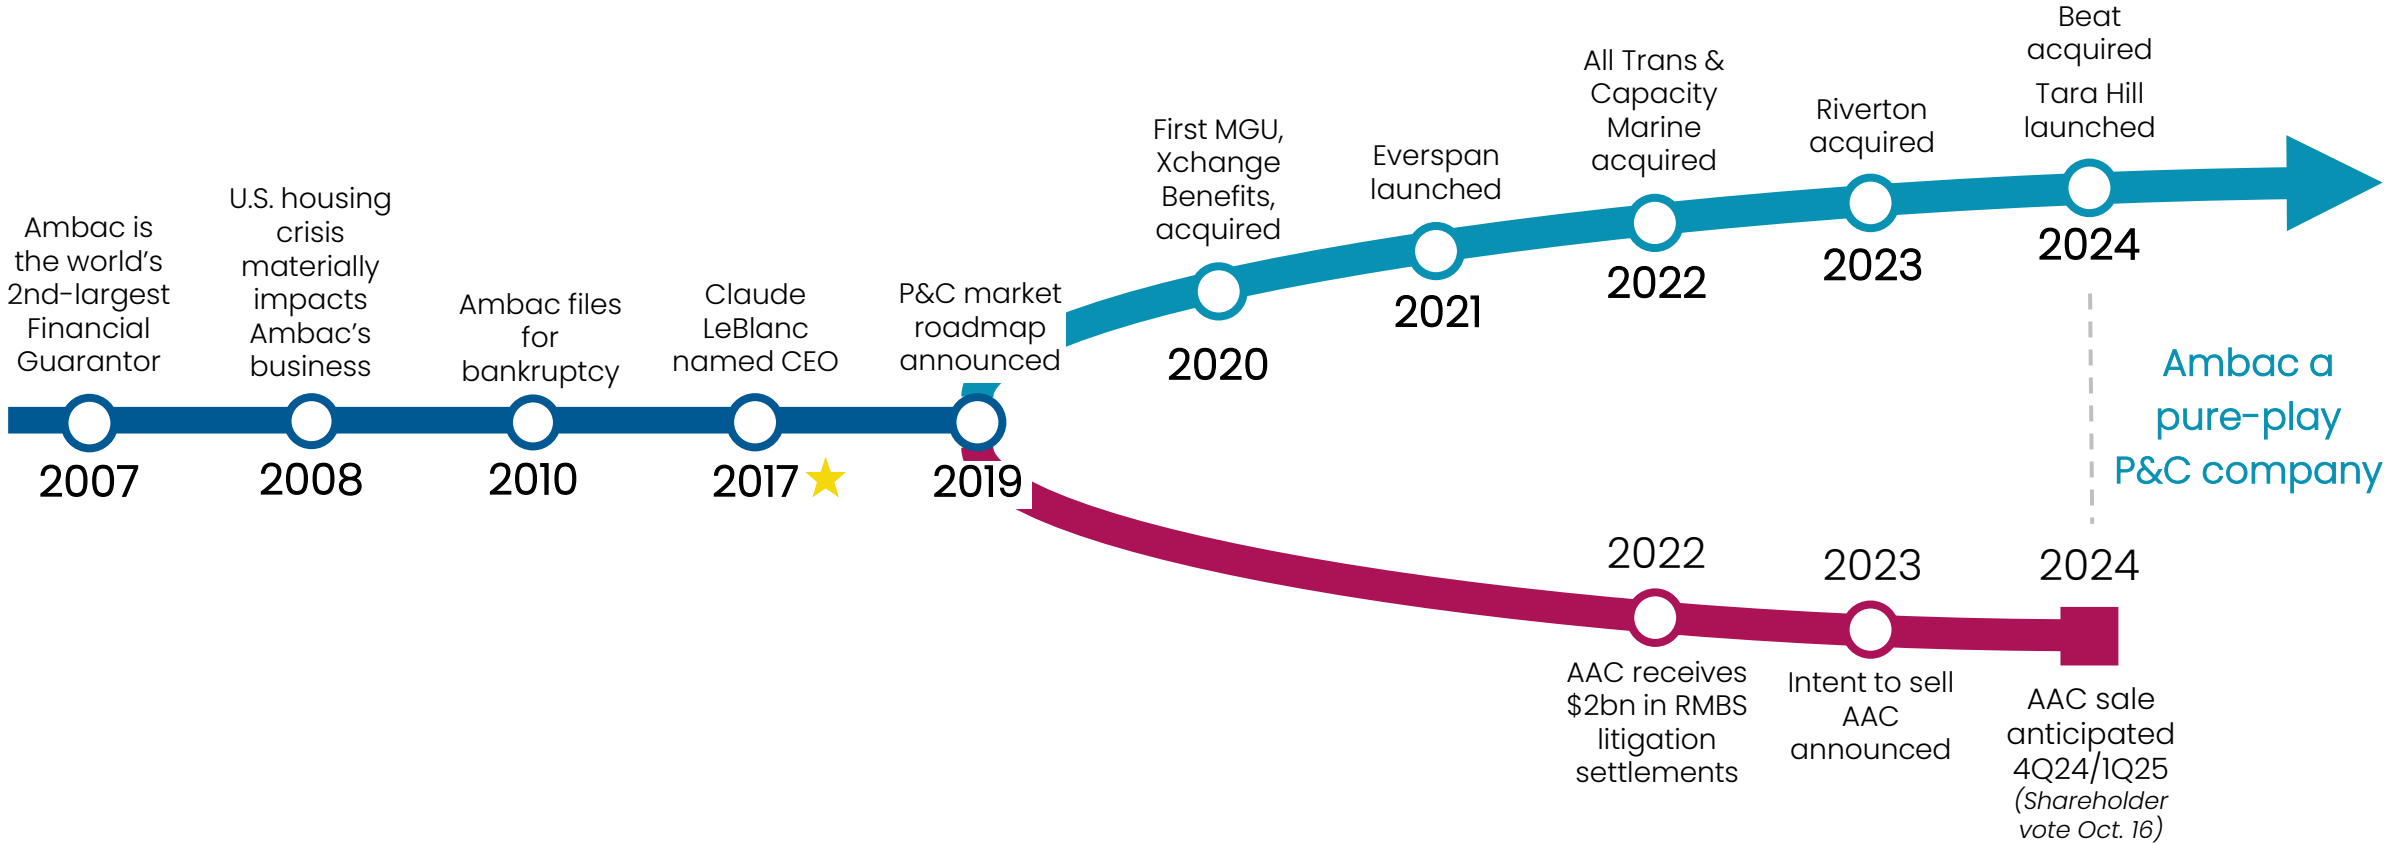 Ambac is
the world’s
2nd-largest
Financial
Guarantor
2007
U.S. housing
crisis
materially
impacts
Ambac’s
business
2008
Ambac files
for
bankruptcy
2010
Claude
LeBlanc
named CEO
2017
P&C market
roadmap
announced
2019
First MGU,
Xchange
Benefits,
acquired
2020
Everspan
launched
2021
All Trans &
Capacity
Marine
acquired
2022
Riverton
acquired
2023
Beat
acquired
Tara Hill
launched
2024
Ambac a
pure-play
P&C company
2022
AAC receives
$2bn in RMBS
litigation
settlements
2023
Intent to sell
AAC
announced
2024
AAC sale
anticipated
4Q24/1Q25
(Shareholder
vote Oct. 16)